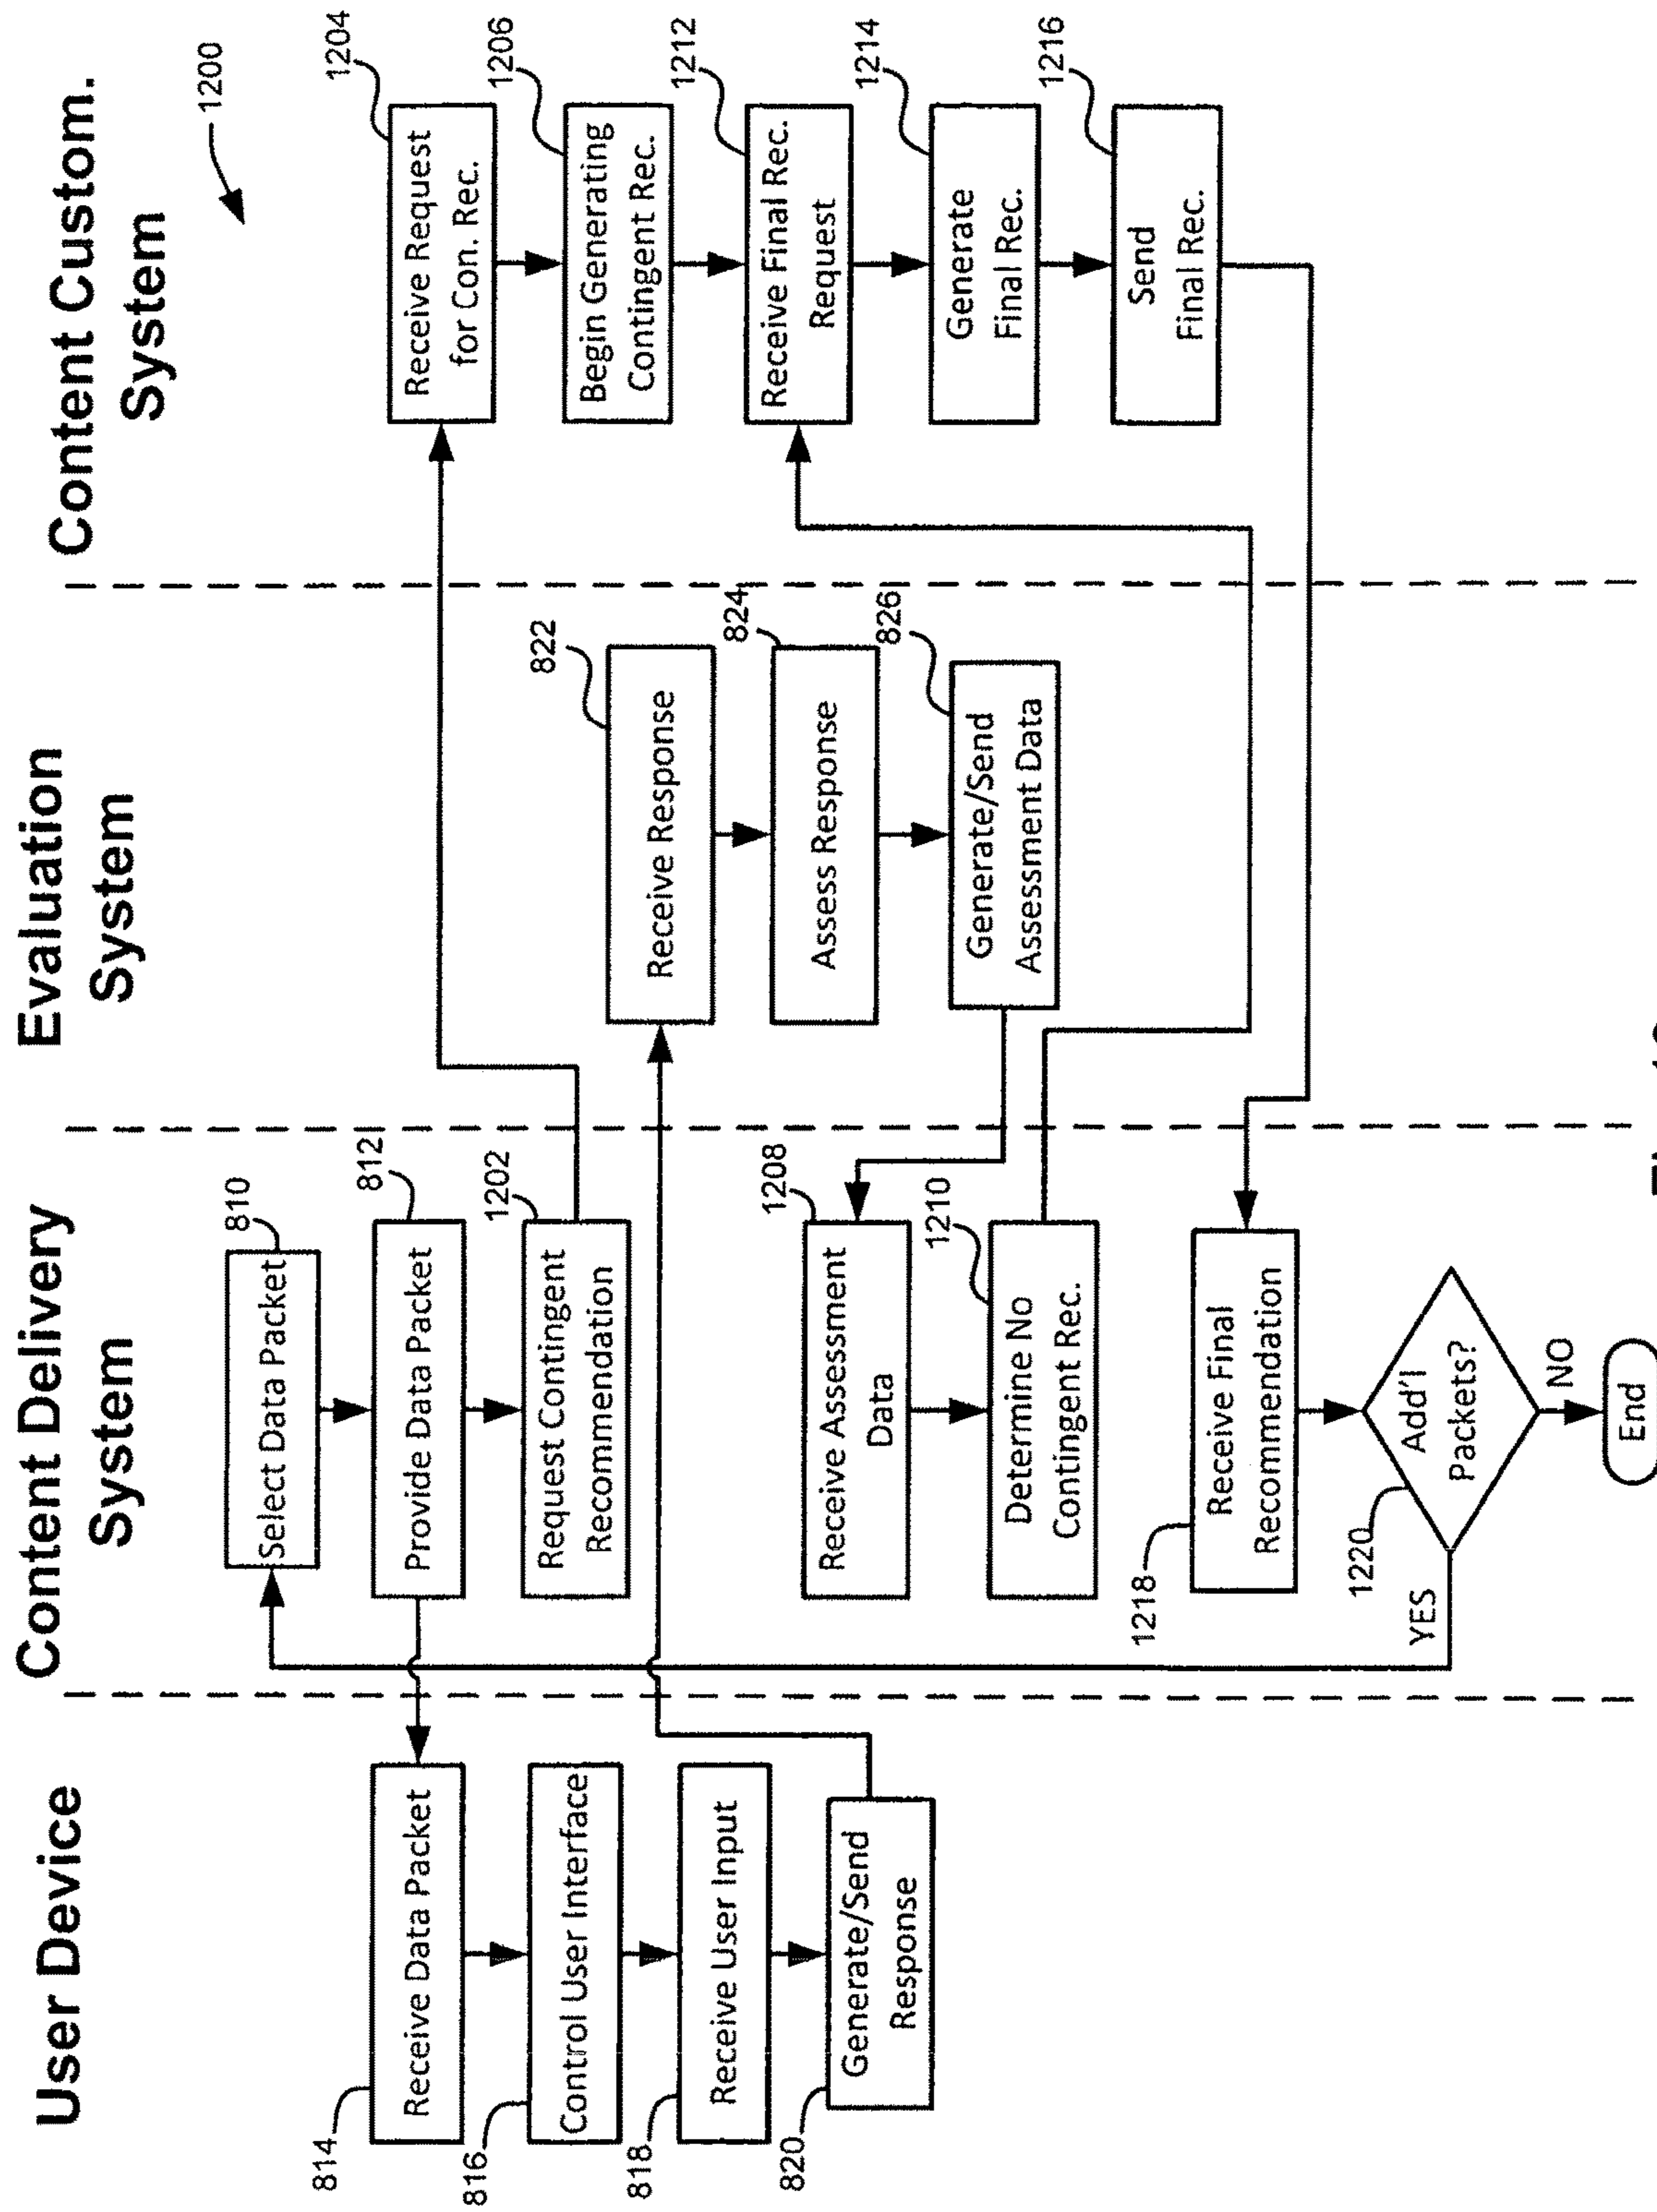 User Device
Content Delivery
System
Evaluation
System
Content Custom.
System
1200
814
Receive Data Packet
816
Control User Interface
818
Receive User Input
820
Generate/Send
Response
810
Select Data Packet
812
Provide Data Packet
1202
Request Contingent
Recommendation
1208
Receive Assessment
Data
1210
Determine No
Contingent Rec.
1218
Receive Final
Recommendation
1220
Add'l
Packets?
YES
NO
End
822
Receive Response
824
Assess Response
826
Generate/Send
Assessment Data
1204
Receive Request
for Con. Rec.
1206
Begin Generating
Contingent Rec.
1212
Receive Final Rec.
Request
1214
Generate
Final Rec.
1216
Send
Final Rec.